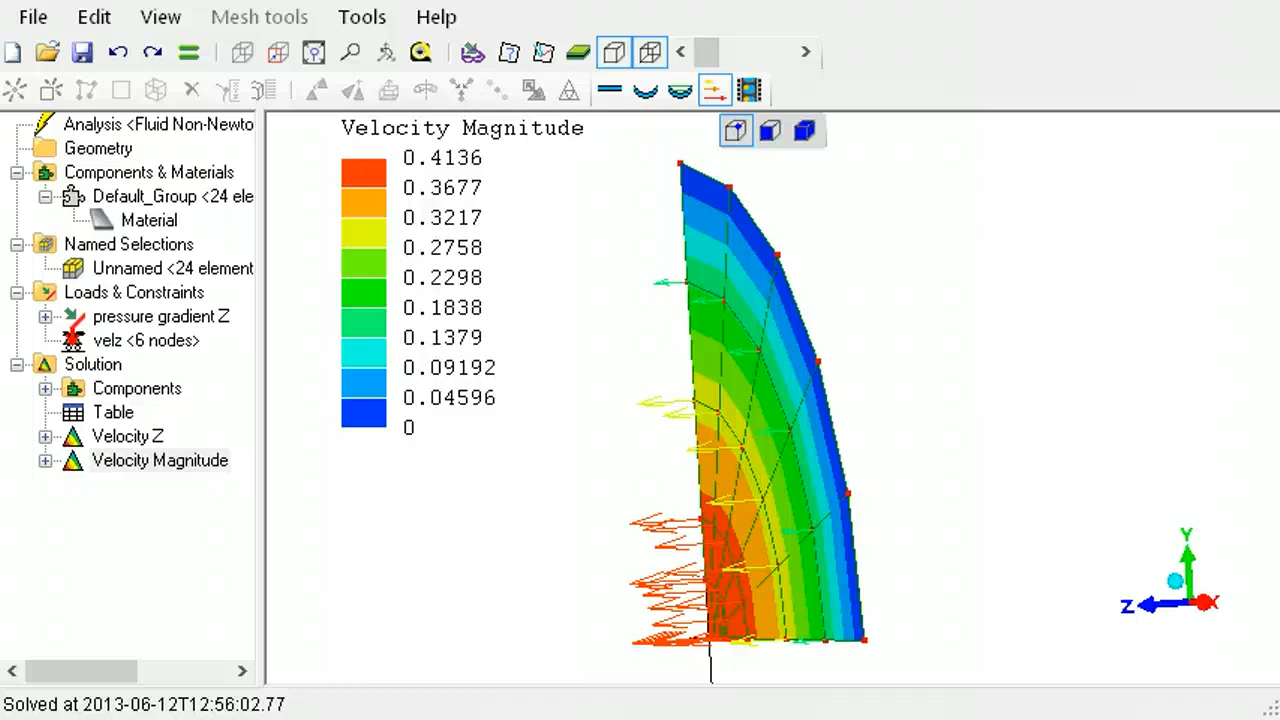 File Edit View Mesh tools Tools Help
Analysis <Fluid Non-Newto
Geometry
Components & Materials
Default_Group <24 ele
Material
Named Selections
Unnamed <24 element
Loads & Constraints
pressure gradient Z
velz <6 nodes>
Solution
Components
Table
Velocity Z
Velocity Magnitude
Velocity Magnitude
0.4136
0.3677
0.3217
0.2758
0.2298
0.1838
0.1379
0.09192
0.04596
0
Y
Z
X
Solved at 2013-06-12T12:56:02.77